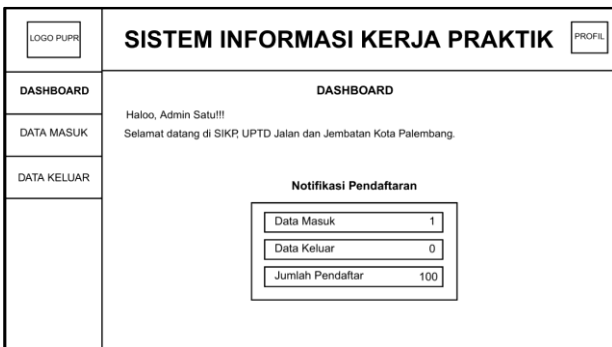 LOGO PUPR
SISTEM INFORMASI KERJA PRAKTIK
PROFIL
DASHBOARD
DATA MASUK
DATA KELUAR
DASHBOARD
Haloo, Admin Satu!!!
Selamat datang di SIKP, UPTD Jalan dan Jembatan Kota Palembang.
Notifikasi Pendaftaran
Data Masuk 1
Data Keluar 0
Jumlah Pendaftar 100